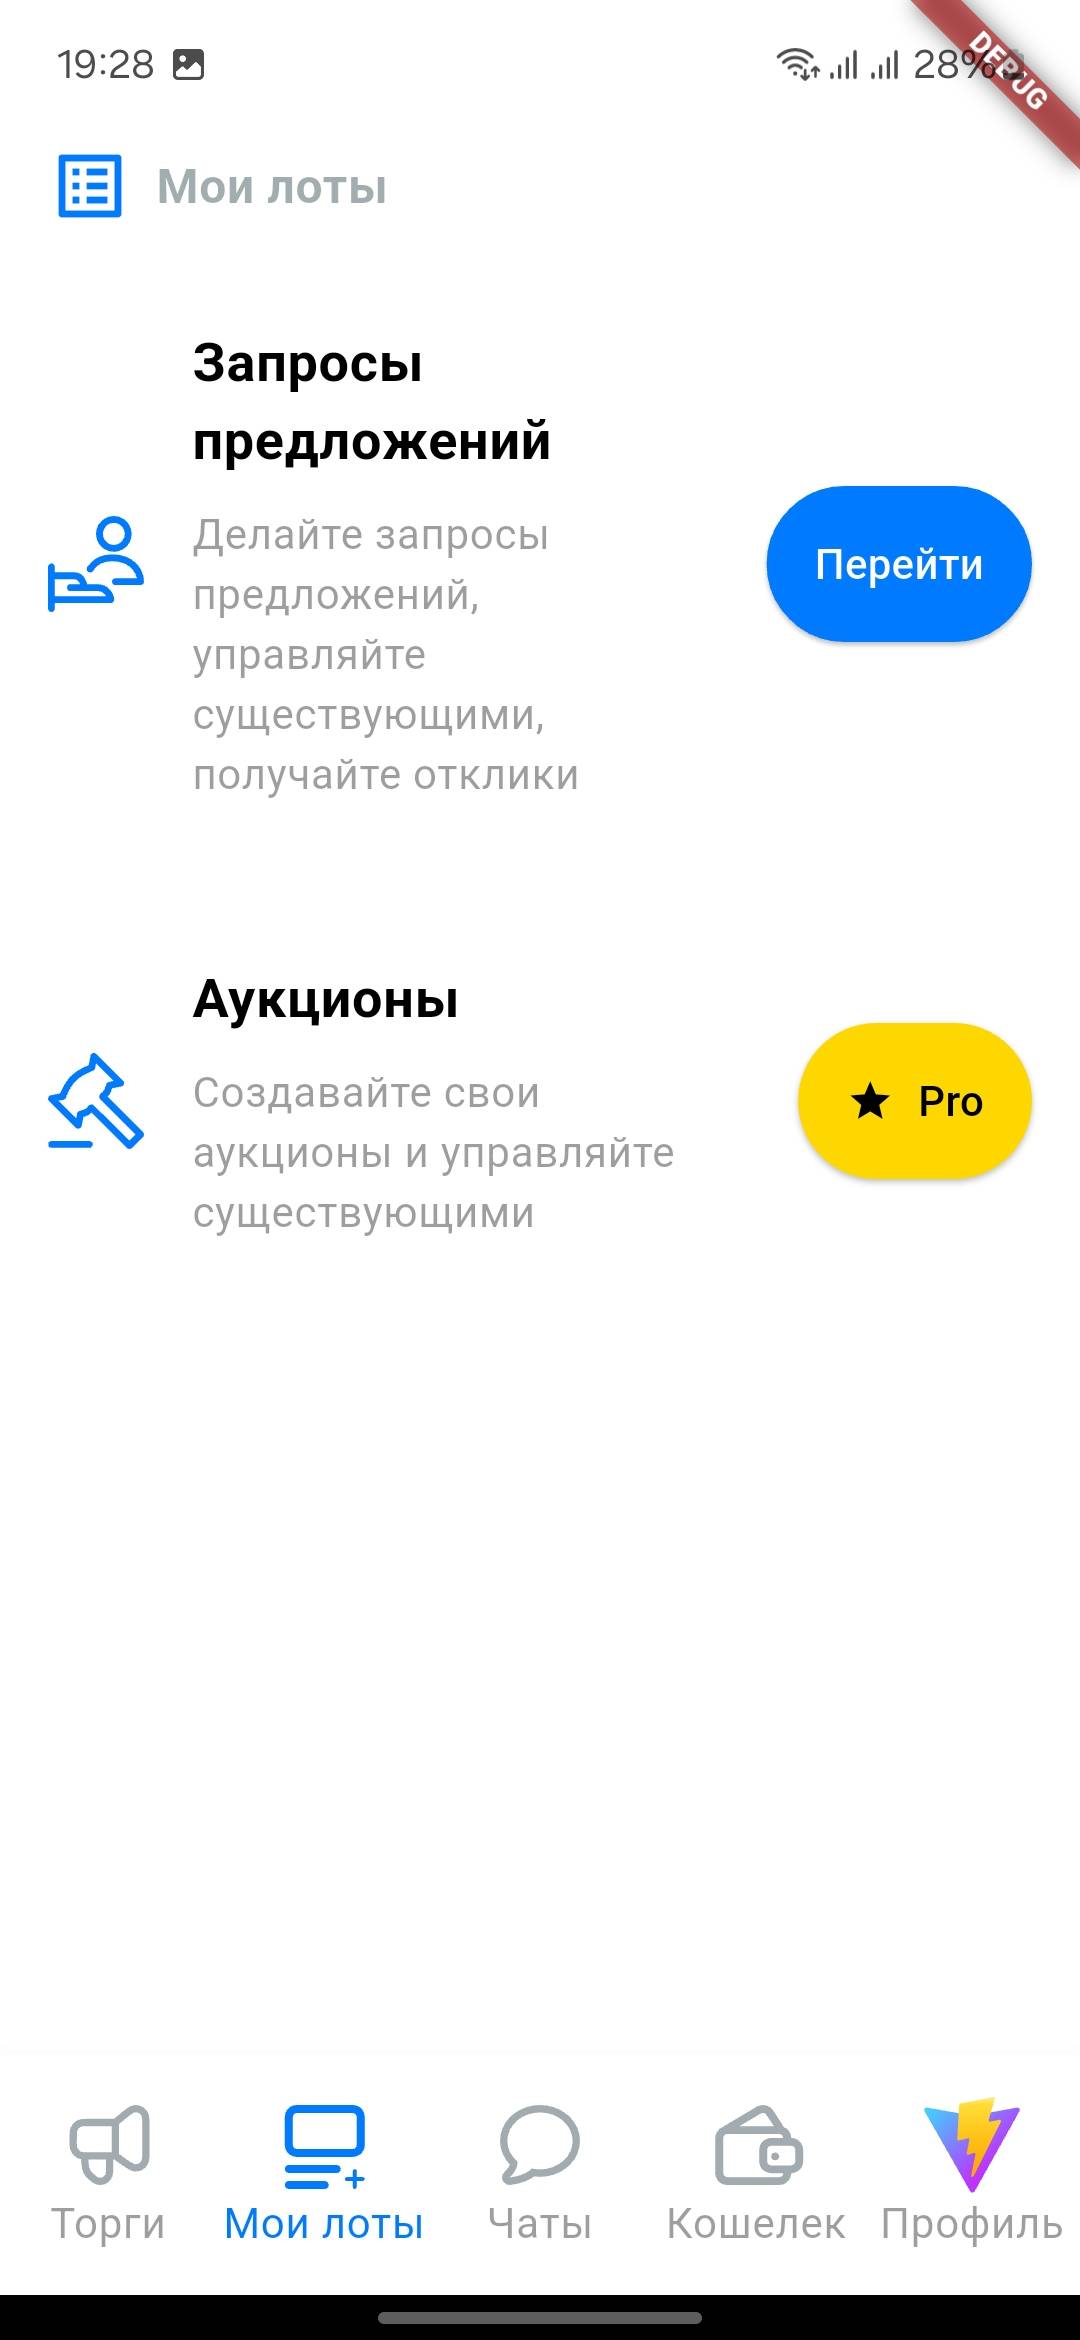 19:28
28%
DEBUG
Мои лоты
Запросы
предложений
Делайте запросы
предложений,
управляйте
существующими,
получайте отклики
Перейти
Аукционы
Создавайте свои
аукционы и управляйте
существующими
Pro
Торги
Мои лоты
Чаты
Кошелек
Профиль